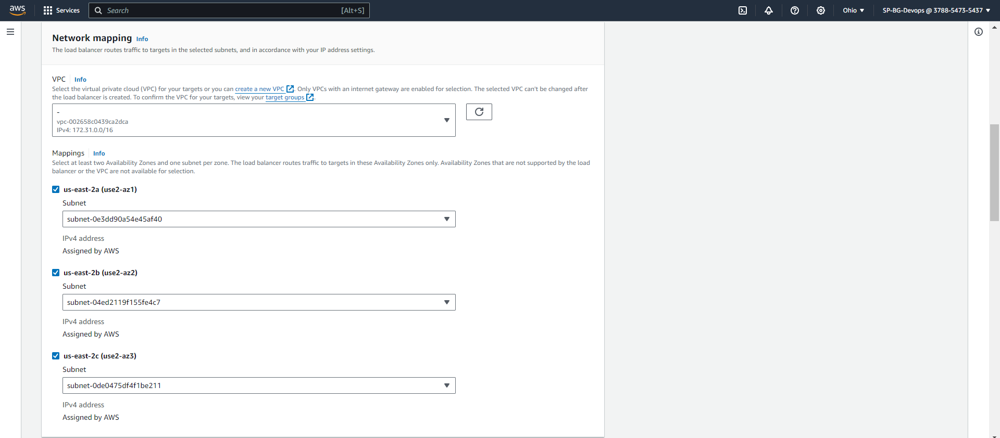 aws
Services
Search
[Alt+S]
Ohio
SP-BG-Devops @ 3788-5473-5437
Network mapping Info
The load balancer routes traffic to targets in the selected subnets, and in accordance with your IP address settings.
VPC Info
Select the virtual private cloud (VPC) for your targets or you can create a new VPC. Only VPCs with an internet gateway are enabled for selection. The selected VPC can't be changed after
the load balancer is created. To confirm the VPC for your targets, view your target groups.
-
vpc-002658c0439ca2dca
IPv4: 172.31.0.0/16
Mappings Info
Select at least two Availability Zones and one subnet per zone. The load balancer routes traffic to targets in these Availability Zones only. Availability Zones that are not supported by the load
balancer or the VPC are not available for selection.
us-east-2a (use2-az1)
Subnet
subnet-0e3dd90a54e45af40
IPv4 address
Assigned by AWS
us-east-2b (use2-az2)
Subnet
subnet-04ed2119f155fe4c7
IPv4 address
Assigned by AWS
us-east-2c (use2-az3)
Subnet
subnet-0de0475df4f1be211
IPv4 address
Assigned by AWS